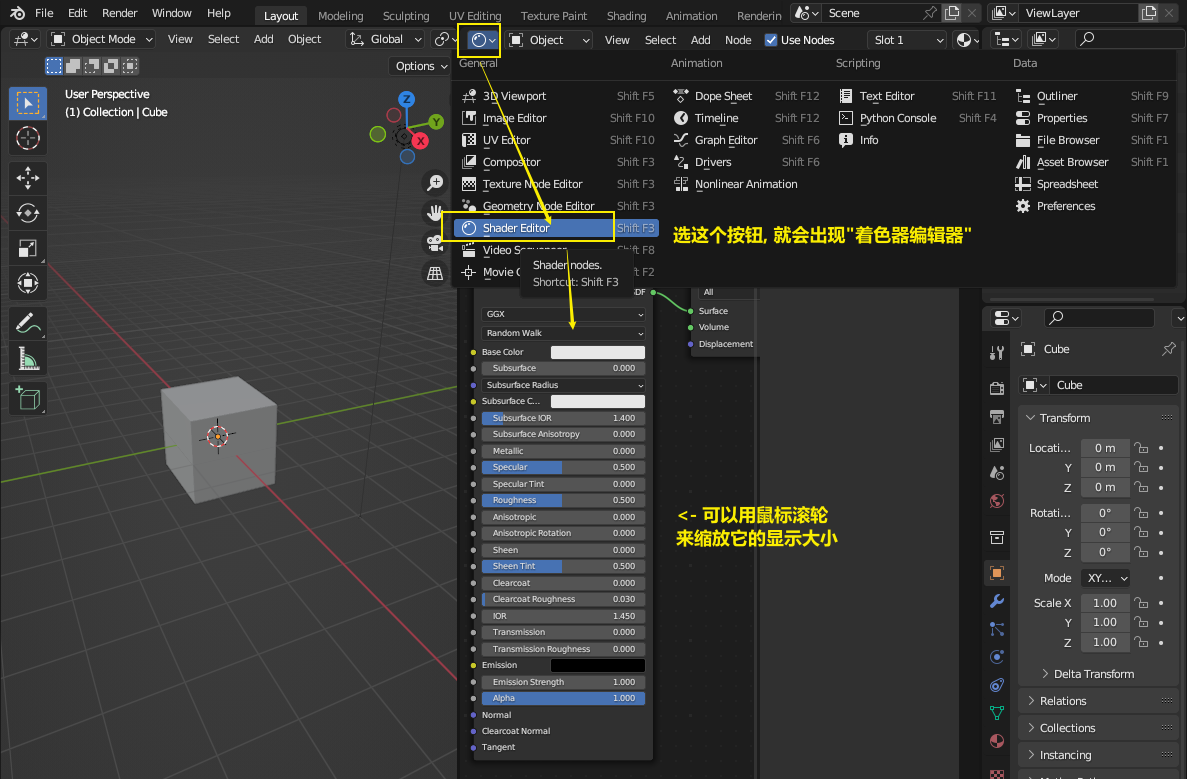 File Edit Render Window Help Layout Modeling Sculpting UV Editing Texture Paint Shading Animation Scene ViewLayer
Object Mode View Select Add Object Global Object View Select Add Node Use Nodes Slot 1
Options
General Animation Scripting Data
User Perspective
(1) Collection | Cube
Z
Y
X
3D Viewport Shift F5 Dope Sheet Shift F12 Text Editor Shift F11 Outliner Shift F9
Image Editor Shift F10 Timeline Shift F12 Python Console Shift F4 Properties Shift F7
UV Editor Shift F10 Graph Editor Shift F6 Info File Browser Shift F1
Compositor Shift F3 Drivers Shift F6 Asset Browser Shift F1
Texture Node Editor Shift F3 Nonlinear Animation Spreadsheet
Geometry Node Editor Shift F3 Preferences
Shader Editor Shift F3
选这个按钮, 就会出现"着色器编辑器"
Video Shift F8
Movie F2
Shader nodes.
Shortcut: Shift F3
All
GGX
Surface
Random Walk
Volume
Displacement
Base Color
Subsurface 0.000
Subsurface Radius
Subsurface C...
Subsurface IOR 1.400
Subsurface Anisotropy 0.000
Metallic 0.000
Specular 0.500
Specular Tint 0.000
Roughness 0.500
Anisotropic 0.000
Anisotropic Rotation 0.000
Sheen 0.000
Sheen Tint 0.500
Clearcoat 0.000
Clearcoat Roughness 0.030
IOR 1.450
Transmission 0.000
Transmission Roughness 0.000
Emission
Emission Strength 1.000
Alpha 1.000
Normal
Clearcoat Normal
Tangent
<- 可以用鼠标滚轮
来缩放它的显示大小
Cube
Cube
Transform
Locati... 0 m
Y 0 m
Z 0 m
Rotati... 0°
Y 0°
Z 0°
Mode XY...
Scale X 1.00
Y 1.00
Z 1.00
Delta Transform
Relations
Collections
Instancing